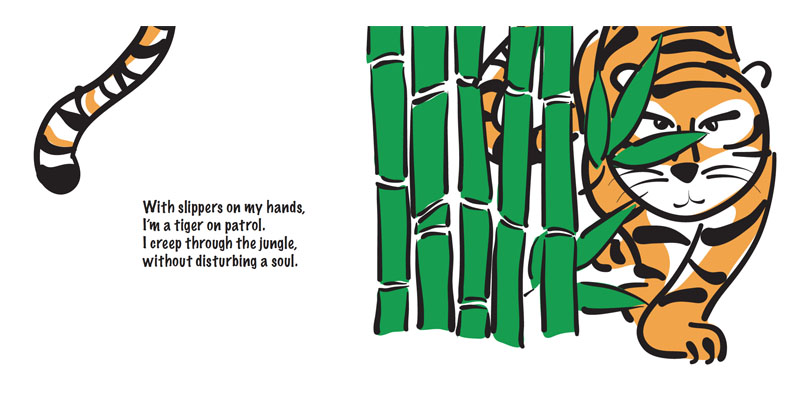 With slippers on my hands,
I'm a tiger on patrol.
I creep through the jungle,
without disturbing a soul.